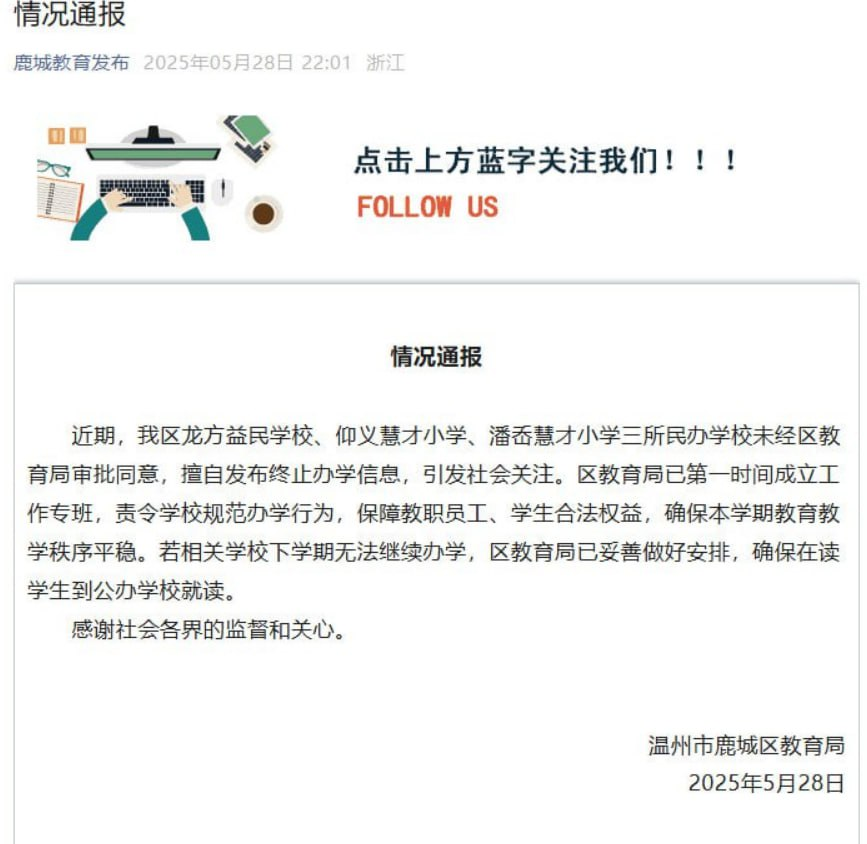 情况通报
鹿城教育发布 2025年05月28日 22:01 浙江
点击上方蓝字关注我们！！！
FOLLOW US
情况通报
近期，我区龙方益民学校、仰义慧才小学、潘岙慧才小学三所民办学校未经区教
育局审批同意，擅自发布终止办学信息，引发社会关注。区教育局已第一时间成立工
作专班，责令学校规范办学行为，保障教职员工、学生合法权益，确保本学期教育教
学秩序平稳。若相关学校下学期无法继续办学，区教育局已妥善做好安排，确保在读
学生到公办学校就读。
感谢社会各界的监督和关心。
温州市鹿城区教育局
2025年5月28日